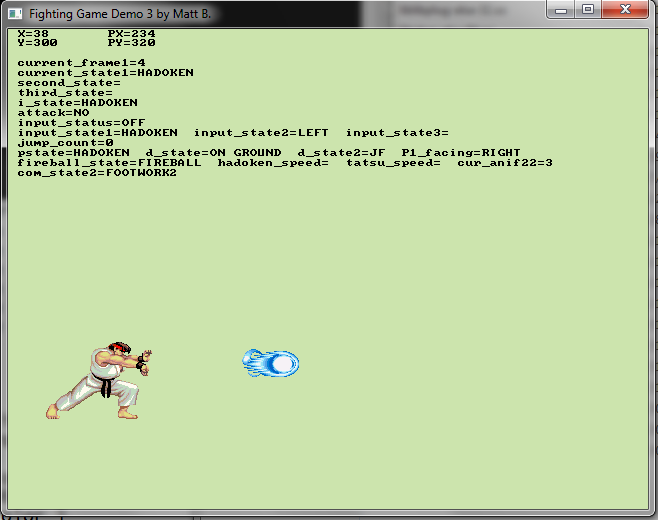 Fighting Game Demo 3 by Matt B.
X=38 PX=234
Y=300 PY=320
current_frame1=4
current_state1=HADOKEN
second_state=
third_state=
i_state=HADOKEN
attack=NO
input_status=OFF
input_state1=HADOKEN input_state2=LEFT input_state3=
jump_count=0
pstate=HADOKEN d_state=ON GROUND d_state2=JF P1_facing=RIGHT
fireball_state=FIREBALL hadoken_speed= tatsu_speed= cur_anif22=3
com_state2=FOOTWORK2